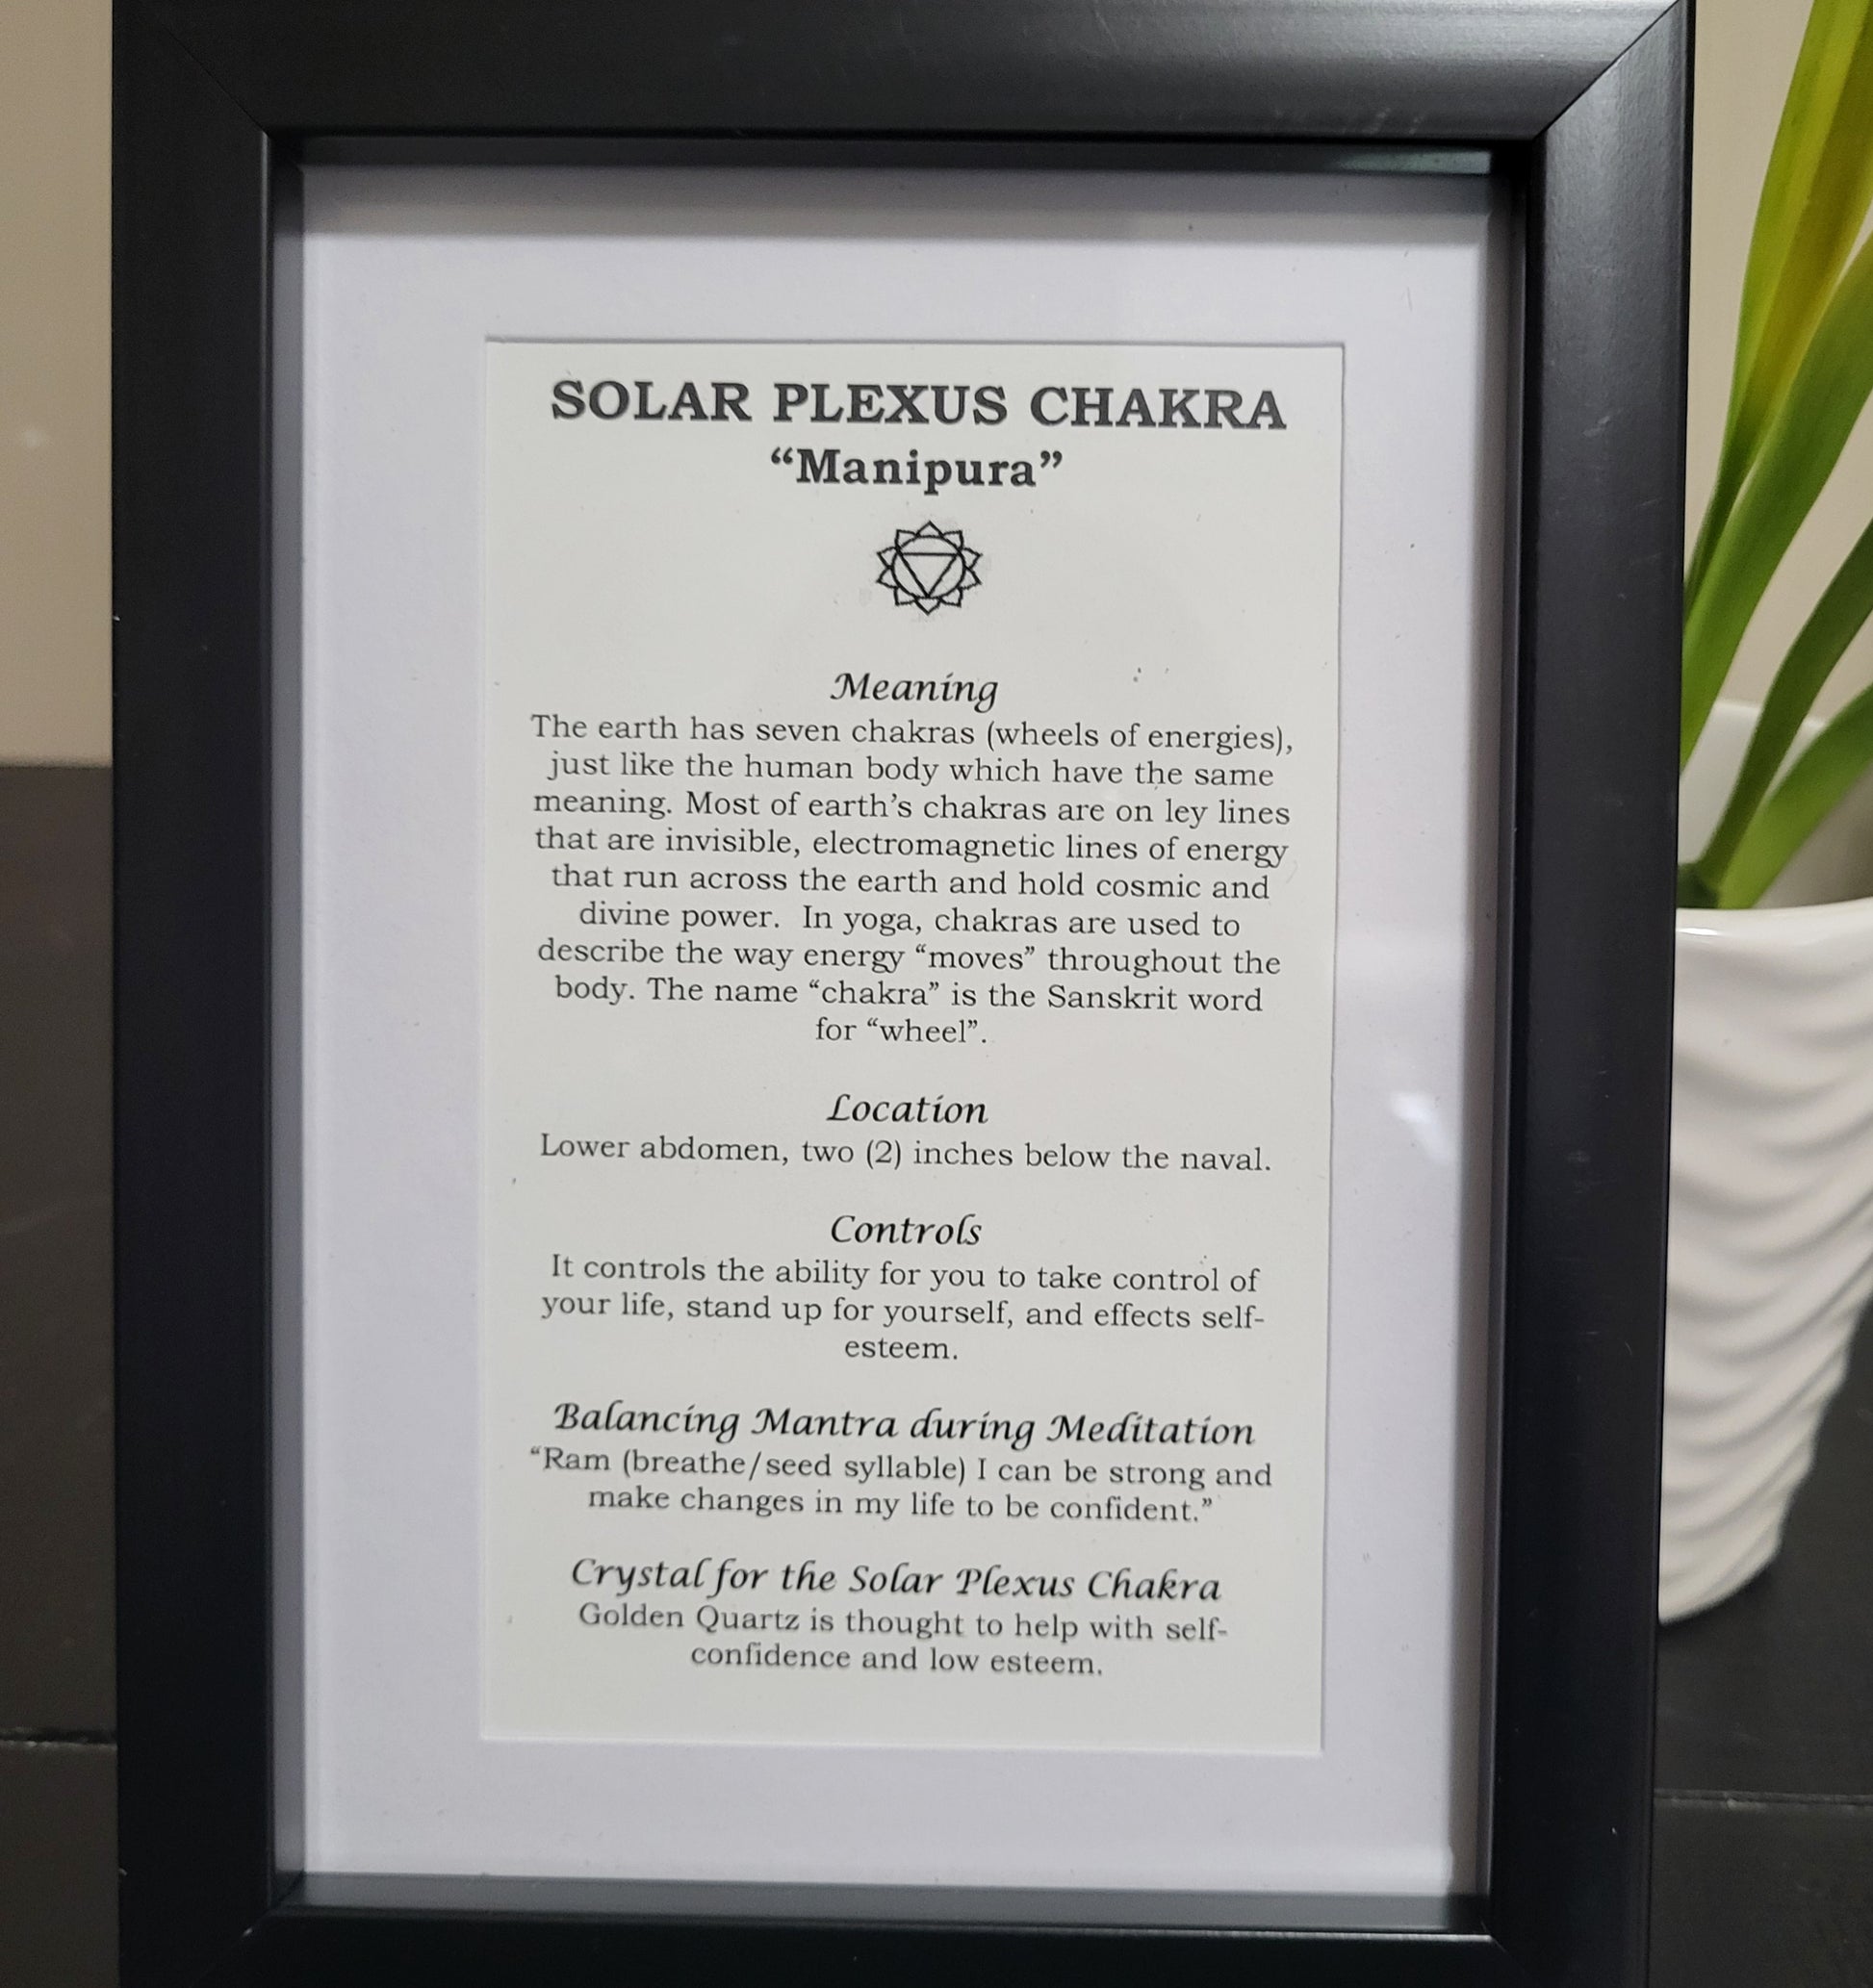 SOLAR PLEXUS CHAKRA
“Manipura”
Meaning
The earth has seven chakras (wheels of energies),
just like the human body which have the same
meaning. Most of earth’s chakras are on ley lines
that are invisible, electromagnetic lines of energy
that run across the earth and hold cosmic and
divine power.  In yoga, chakras are used to
describe the way energy “moves” throughout the
body. The name “chakra” is the Sanskrit word
for “wheel”.
Location
Lower abdomen, two (2) inches below the naval.
Controls
It controls the ability for you to take control of
your life, stand up for yourself, and effects self-
esteem.
Balancing Mantra during Meditation
“Ram (breathe/seed syllable) I can be strong and
make changes in my life to be confident.”
Crystal for the Solar Plexus Chakra
Golden Quartz is thought to help with self-
confidence and low esteem.